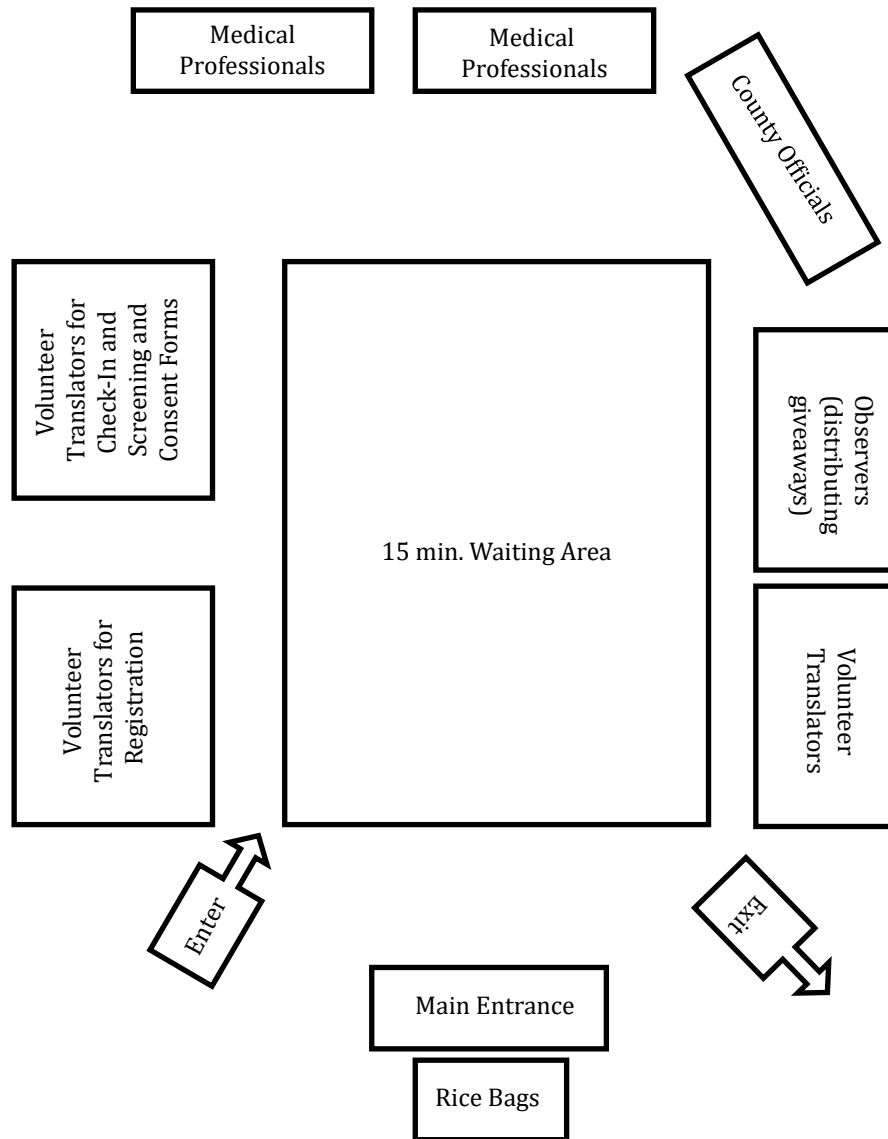 Medical
Professionals
Medical
Professionals
County Officials
Volunteer
Translators for
Check-In and
Screening and
Consent Forms
15 min. Waiting Area
Observers
(distributing
giveaways)
Volunteer
Translators for
Registration
Volunteer
Translators
Enter
Exit
Main Entrance
Rice Bags